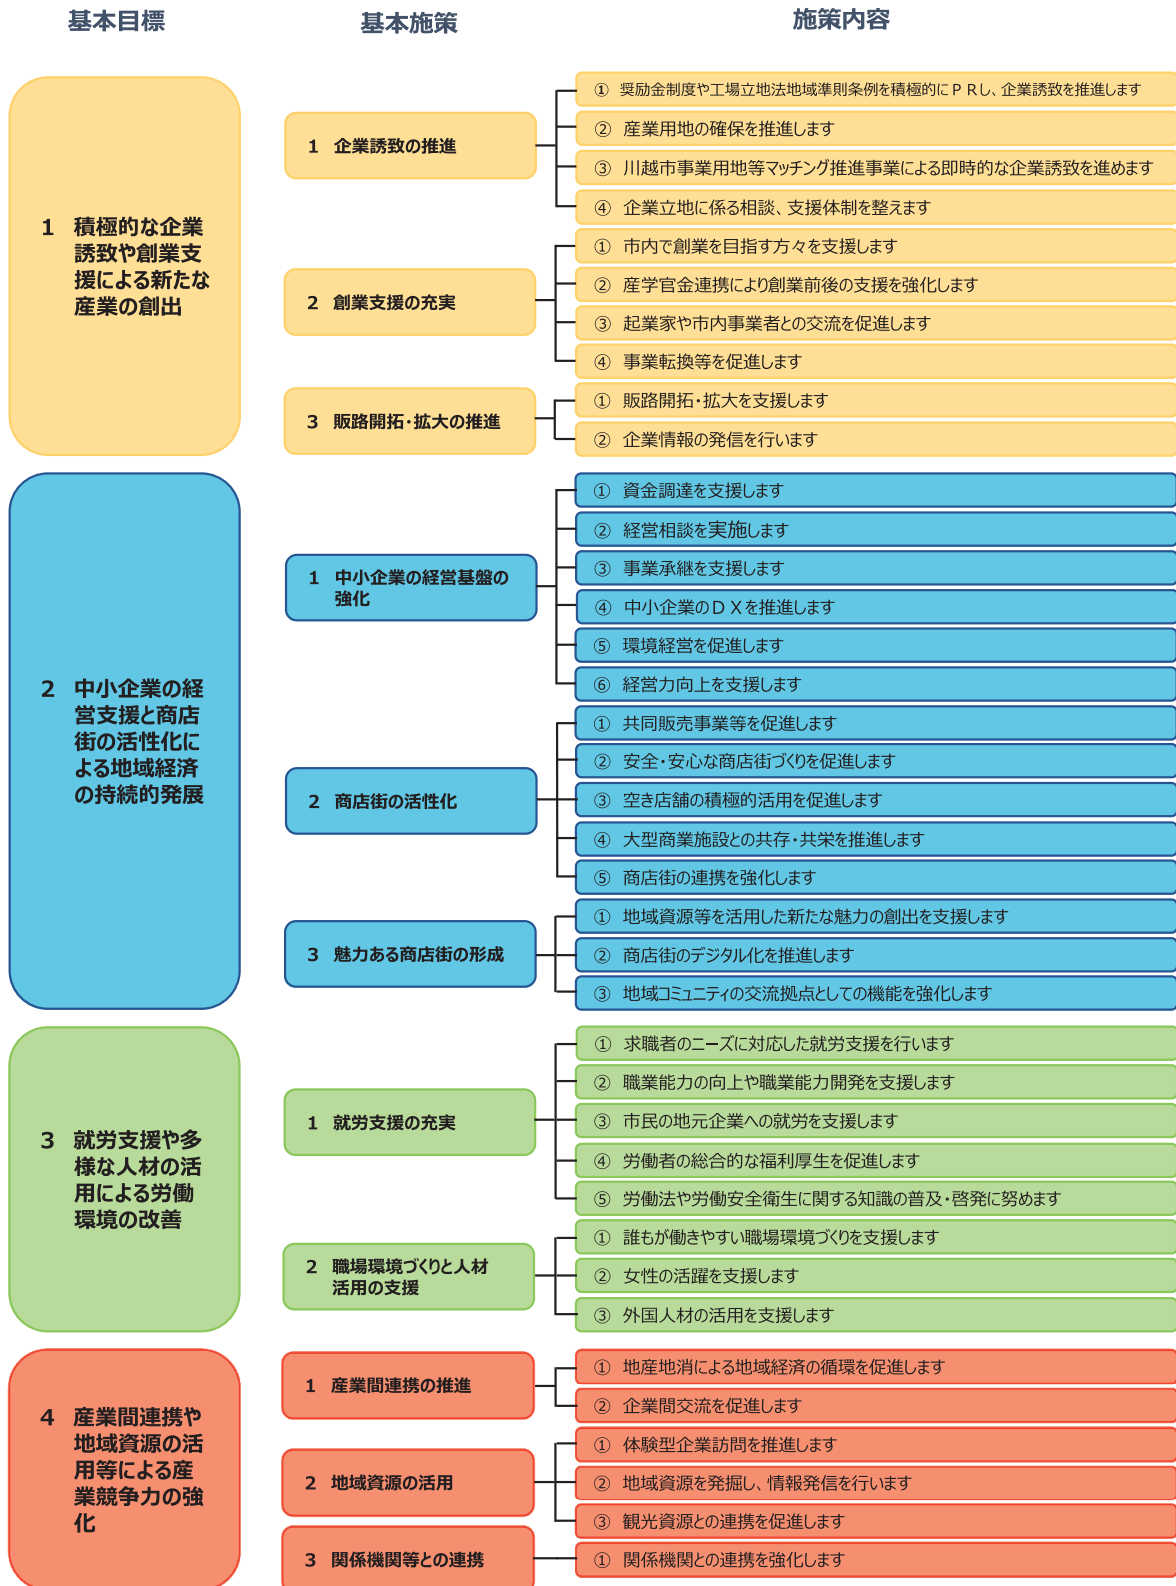 基本目標
基本施策
施策内容
1 積極的な企業
誘致や創業支
援による新たな
産業の創出
1 企業誘致の推進
① 奨励金制度や工場立地法地域準則条例を積極的にPRし、企業誘致を推進します
② 産業用地の確保を推進します
③ 川越市事業用地等マッチング推進事業による即時的な企業誘致を進めます
④ 企業立地に係る相談、支援体制を整えます
2 創業支援の充実
① 市内で創業を目指す方々を支援します
② 産学官金連携により創業前後の支援を強化します
③ 起業家や市内事業者との交流を促進します
④ 事業転換等を促進します
3 販路開拓・拡大の推進
① 販路開拓・拡大を支援します
② 企業情報の発信を行います
2 中小企業の経
営支援と商店
街の活性化に
よる地域経済
の持続的発展
1 中小企業の経営基盤の
強化
① 資金調達を支援します
② 経営相談を実施します
③ 事業承継を支援します
④ 中小企業のDXを推進します
⑤ 環境経営を促進します
⑥ 経営力向上を支援します
2 商店街の活性化
① 共同販売事業等を促進します
② 安全・安心な商店街づくりを促進します
③ 空き店舗の積極的活用を促進します
④ 大型商業施設との共存・共栄を推進します
⑤ 商店街の連携を強化します
3 魅力ある商店街の形成
① 地域資源等を活用した新たな魅力の創出を支援します
② 商店街のデジタル化を推進します
③ 地域コミュニティの交流拠点としての機能を強化します
3 就労支援や多
様な人材の活
用による労働
環境の改善
1 就労支援の充実
① 求職者のニーズに対応した就労支援を行います
② 職業能力の向上や職業能力開発を支援します
③ 市民の地元企業への就労を支援します
④ 労働者の総合的な福利厚生を促進します
⑤ 労働法や労働安全衛生に関する知識の普及・啓発に努めます
2 職場環境づくりと人材
活用の支援
① 誰もが働きやすい職場環境づくりを支援します
② 女性の活躍を支援します
③ 外国人材の活用を支援します
4 産業間連携や
地域資源の活
用等による産
業競争力の強
化
1 産業間連携の推進
① 地産地消による地域経済の循環を促進します
② 企業間交流を促進します
2 地域資源の活用
① 体験型企業訪問を推進します
② 地域資源を発掘し、情報発信を行います
③ 観光資源との連携を促進します
3 関係機関等との連携
① 関係機関との連携を強化します